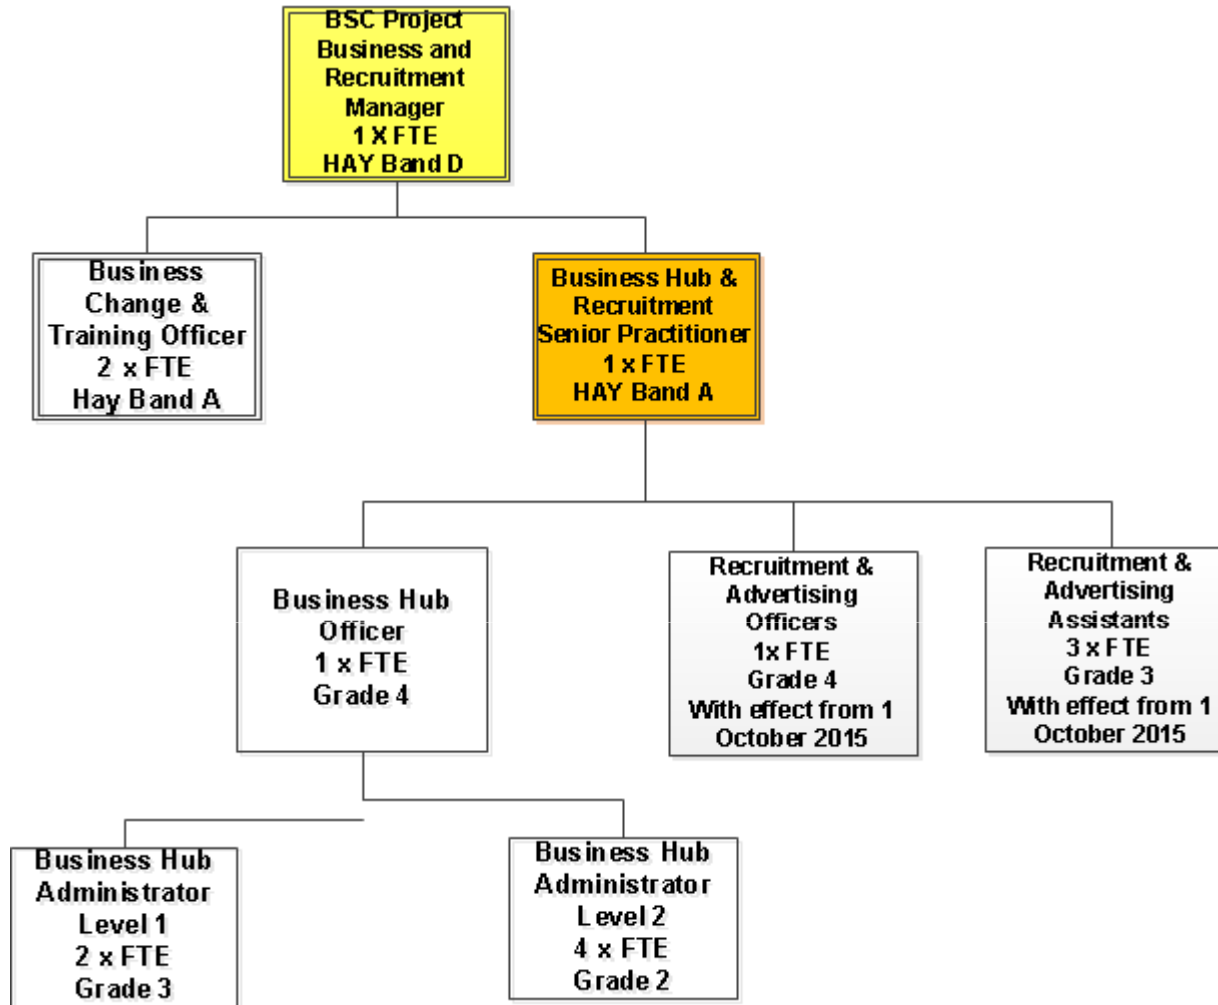 BSC Project
Business and
Recruitment
Manager
1 X FTE
HAY Band D
Business
Change &
Training Officer
2 x FTE
Hay Band A
Business Hub &
Recruitment
Senior Practitioner
1 x FTE
HAY Band A
Business Hub
Officer
1 x FTE
Grade 4
Recruitment &
Advertising
Officers
1x FTE
Grade 4
With effect from 1
October 2015
Recruitment &
Advertising
Assistants
3 x FTE
Grade 3
With effect from 1
October 2015
Business Hub
Administrator
Level 1
2 x FTE
Grade 3
Business Hub
Administrator
Level 2
4 x FTE
Grade 2